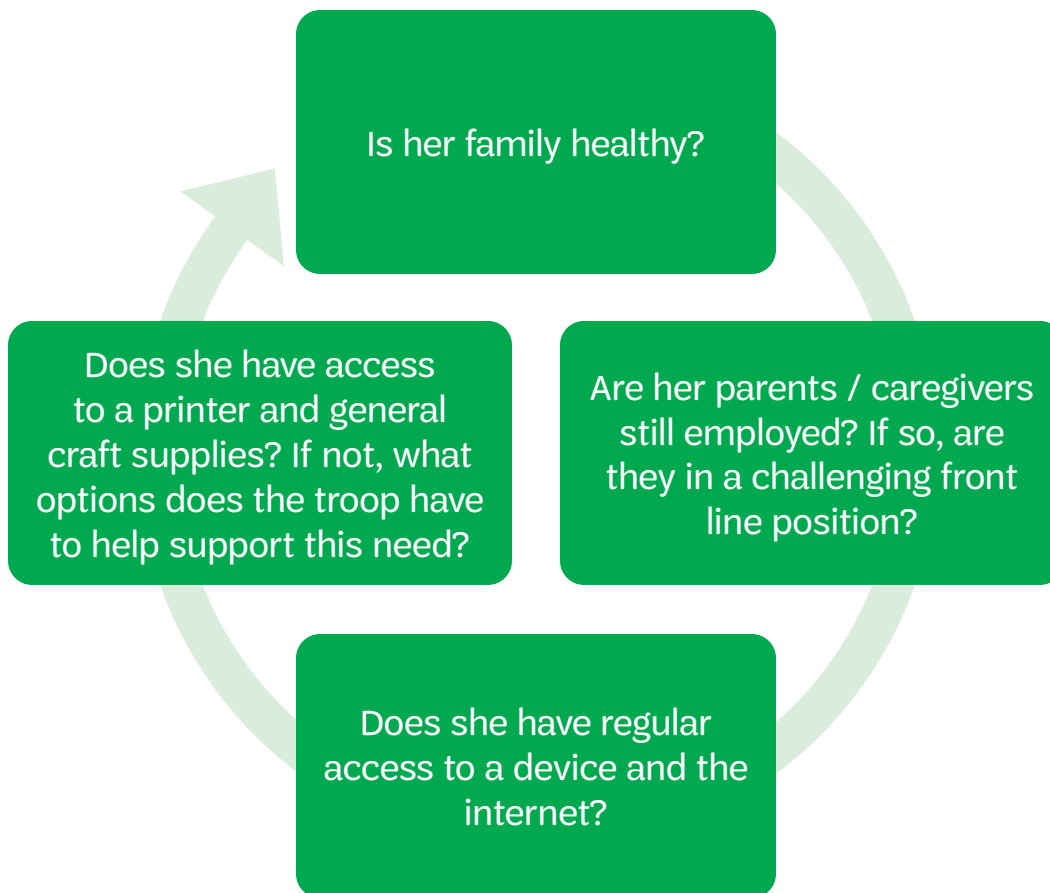 Is her family healthy?
Are her parents / caregivers
still employed? If so, are
they in a challenging front
line position?
Does she have regular
access to a device and the
internet?
Does she have access
to a printer and general
craft supplies? If not, what
options does the troop have
to help support this need?